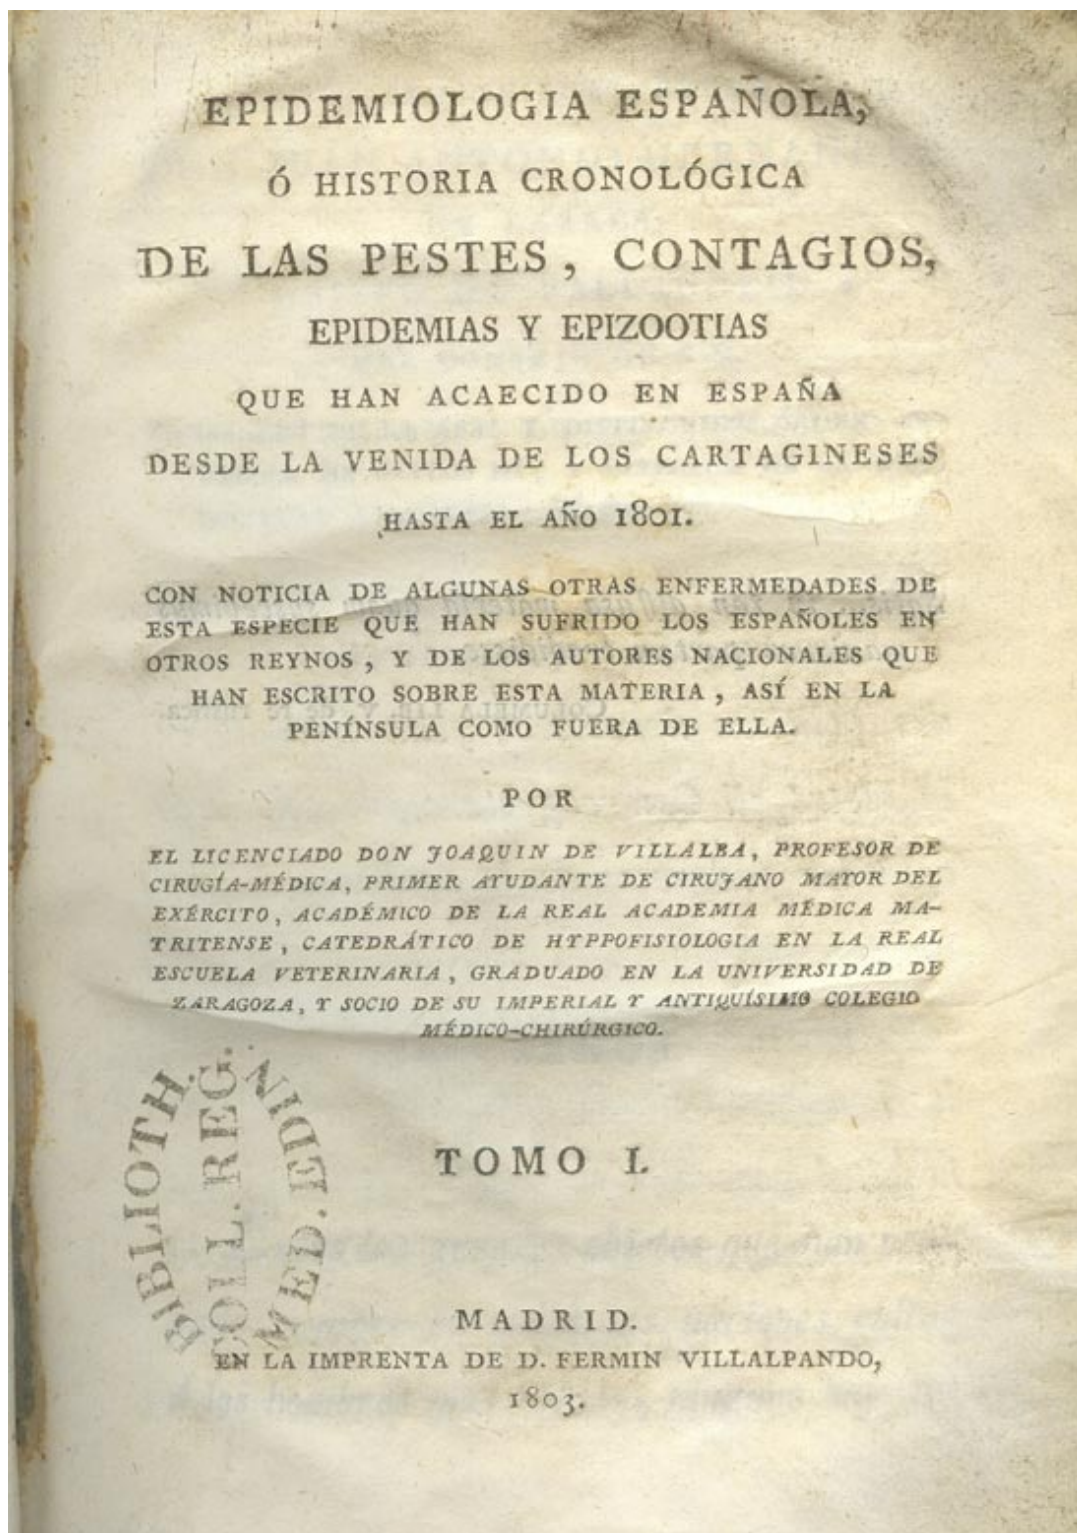 EPIDEMIOLOGIA ESPAÑOLA,
Ó HISTORIA CRONOLÓGICA
DE LAS PESTES, CONTAGIOS,
EPIDEMIAS Y EPIZOOTIAS
QUE HAN ACAECIDO EN ESPAÑA
DESDE LA VENIDA DE LOS CARTAGINESES
HASTA EL AÑO 1801.
CON NOTICIA DE ALGUNAS OTRAS ENFERMEDADES DE
ESTA ESPECIE QUE HAN SUFRIDO LOS ESPAÑOLES EN
OTROS REYNOS, Y DE LOS AUTORES NACIONALES QUE
HAN ESCRITO SOBRE ESTA MATERIA, ASÍ EN LA
PENÍNSULA COMO FUERA DE ELLA.
POR
EL LICENCIADO DON JOAQUIN DE VILLALBA, PROFESOR DE
CIRUGÍA-MÉDICA, PRIMER AYUDANTE DE CIRUJANO MAYOR DEL
EXÉRCITO, ACADÉMICO DE LA REAL ACADEMIA MÉDICA MA-
TRITENSE, CATEDRÁTICO DE HYPPOFISIOLOGIA EN LA REAL
ESCUELA VETERINARIA, GRADUADO EN LA UNIVERSIDAD DE
ZARAGOZA, Y SOCIO DE SU IMPERIAL Y ANTIQUÍSIMO COLEGIO
MÉDICO-CHIRÚRGICO.
TOMO I.
BIBLIOTH.
COLL. REG.
MED. EDIN.
MADRID.
EN LA IMPRENTA DE D. FERMIN VILLALPANDO,
1803.